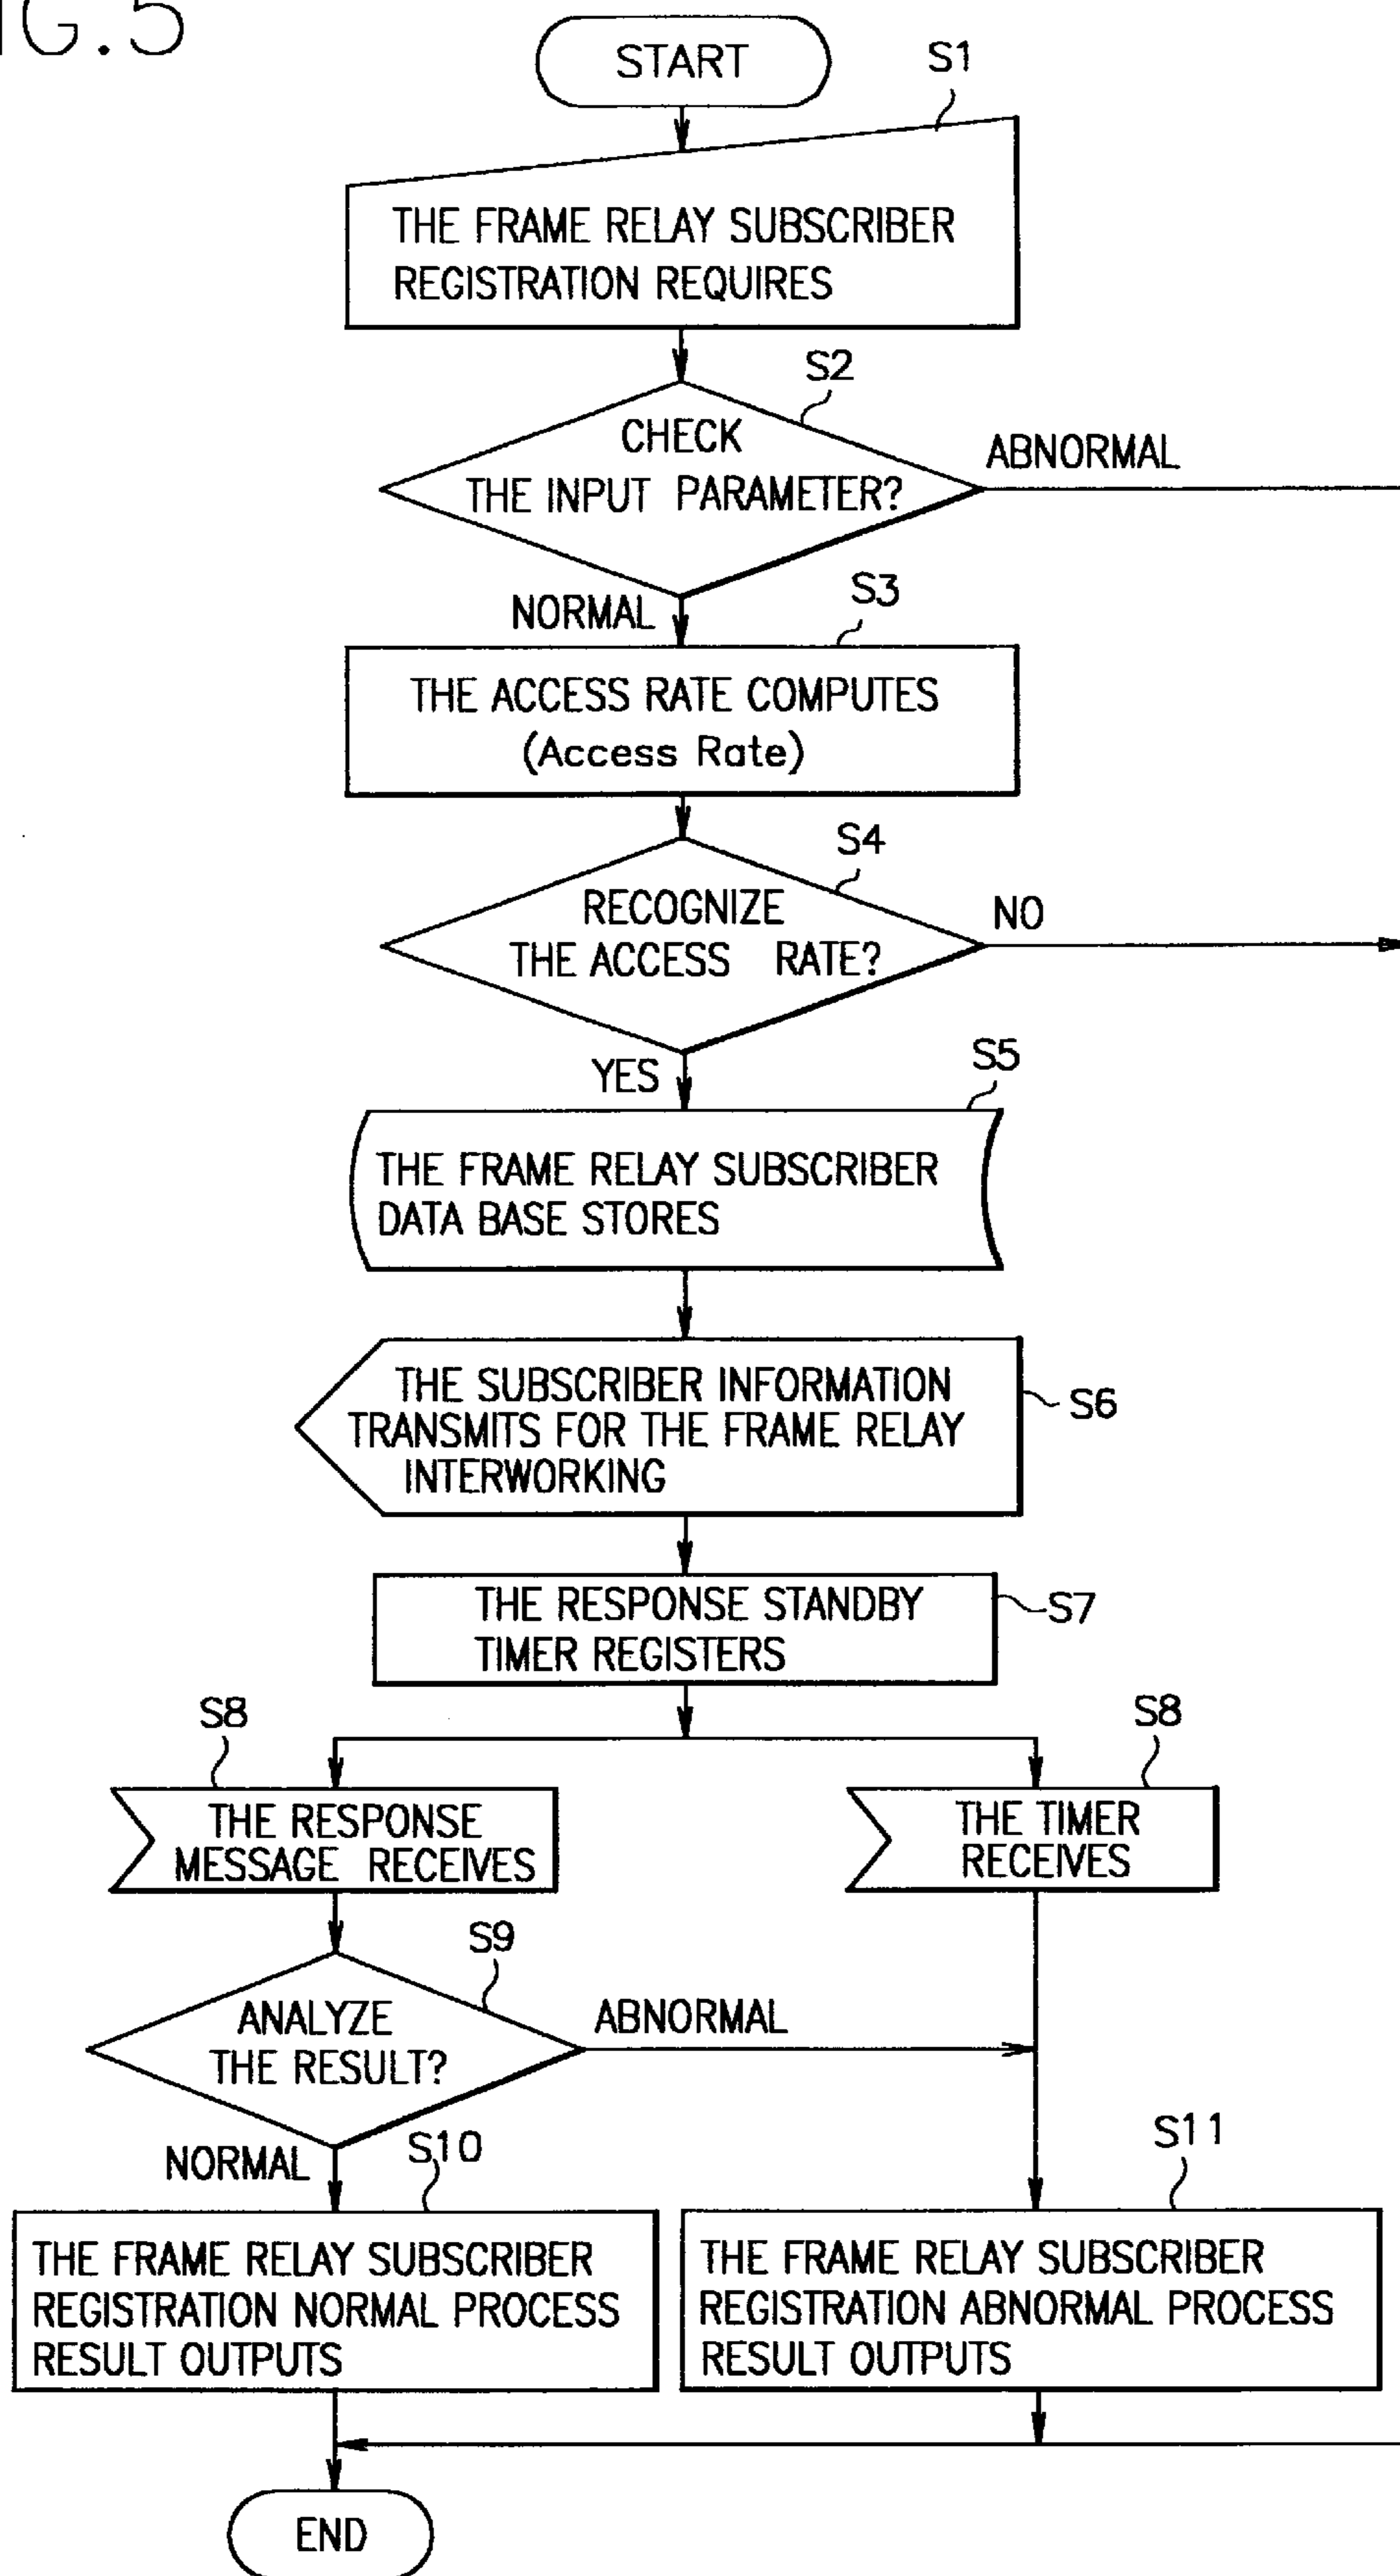 IG.5
START
S1
THE FRAME RELAY SUBSCRIBER
REGISTRATION REQUIRES
S2
CHECK
THE INPUT PARAMETER?
ABNORMAL
NORMAL
S3
THE ACCESS RATE COMPUTES
(Access Rate)
S4
RECOGNIZE
THE ACCESS RATE?
NO
YES
S5
THE FRAME RELAY SUBSCRIBER
DATA BASE STORES
THE SUBSCRIBER INFORMATION
TRANSMITS FOR THE FRAME RELAY
INTERWORKING
S6
THE RESPONSE STANDBY
TIMER REGISTERS
S7
S8
THE RESPONSE
MESSAGE RECEIVES
S8
THE TIMER
RECEIVES
S9
ANALYZE
THE RESULT?
ABNORMAL
NORMAL
S10
THE FRAME RELAY SUBSCRIBER
REGISTRATION NORMAL PROCESS
RESULT OUTPUTS
S11
THE FRAME RELAY SUBSCRIBER
REGISTRATION ABNORMAL PROCESS
RESULT OUTPUTS
END